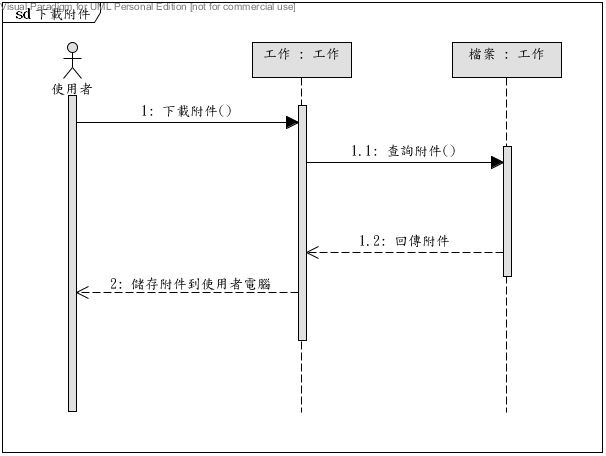 Visual Paradigm for UML Personal Edition [not for commercial use]
sd 下載附件
使用者
工作 : 工作
檔案 : 工作
1: 下載附件()
1.1: 查詢附件()
1.2: 回傳附件
2: 儲存附件到使用者電腦